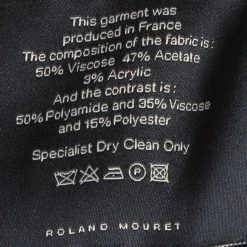 This garment was
produced in France
The composition of the fabric is:
50% Viscose 47% Acetate
3% Acrylic
And the contrast is:
50% Polyamide and 35% Viscose
and 15% Polyester
Specialist Dry Clean Only
P
ROLAND MOURET